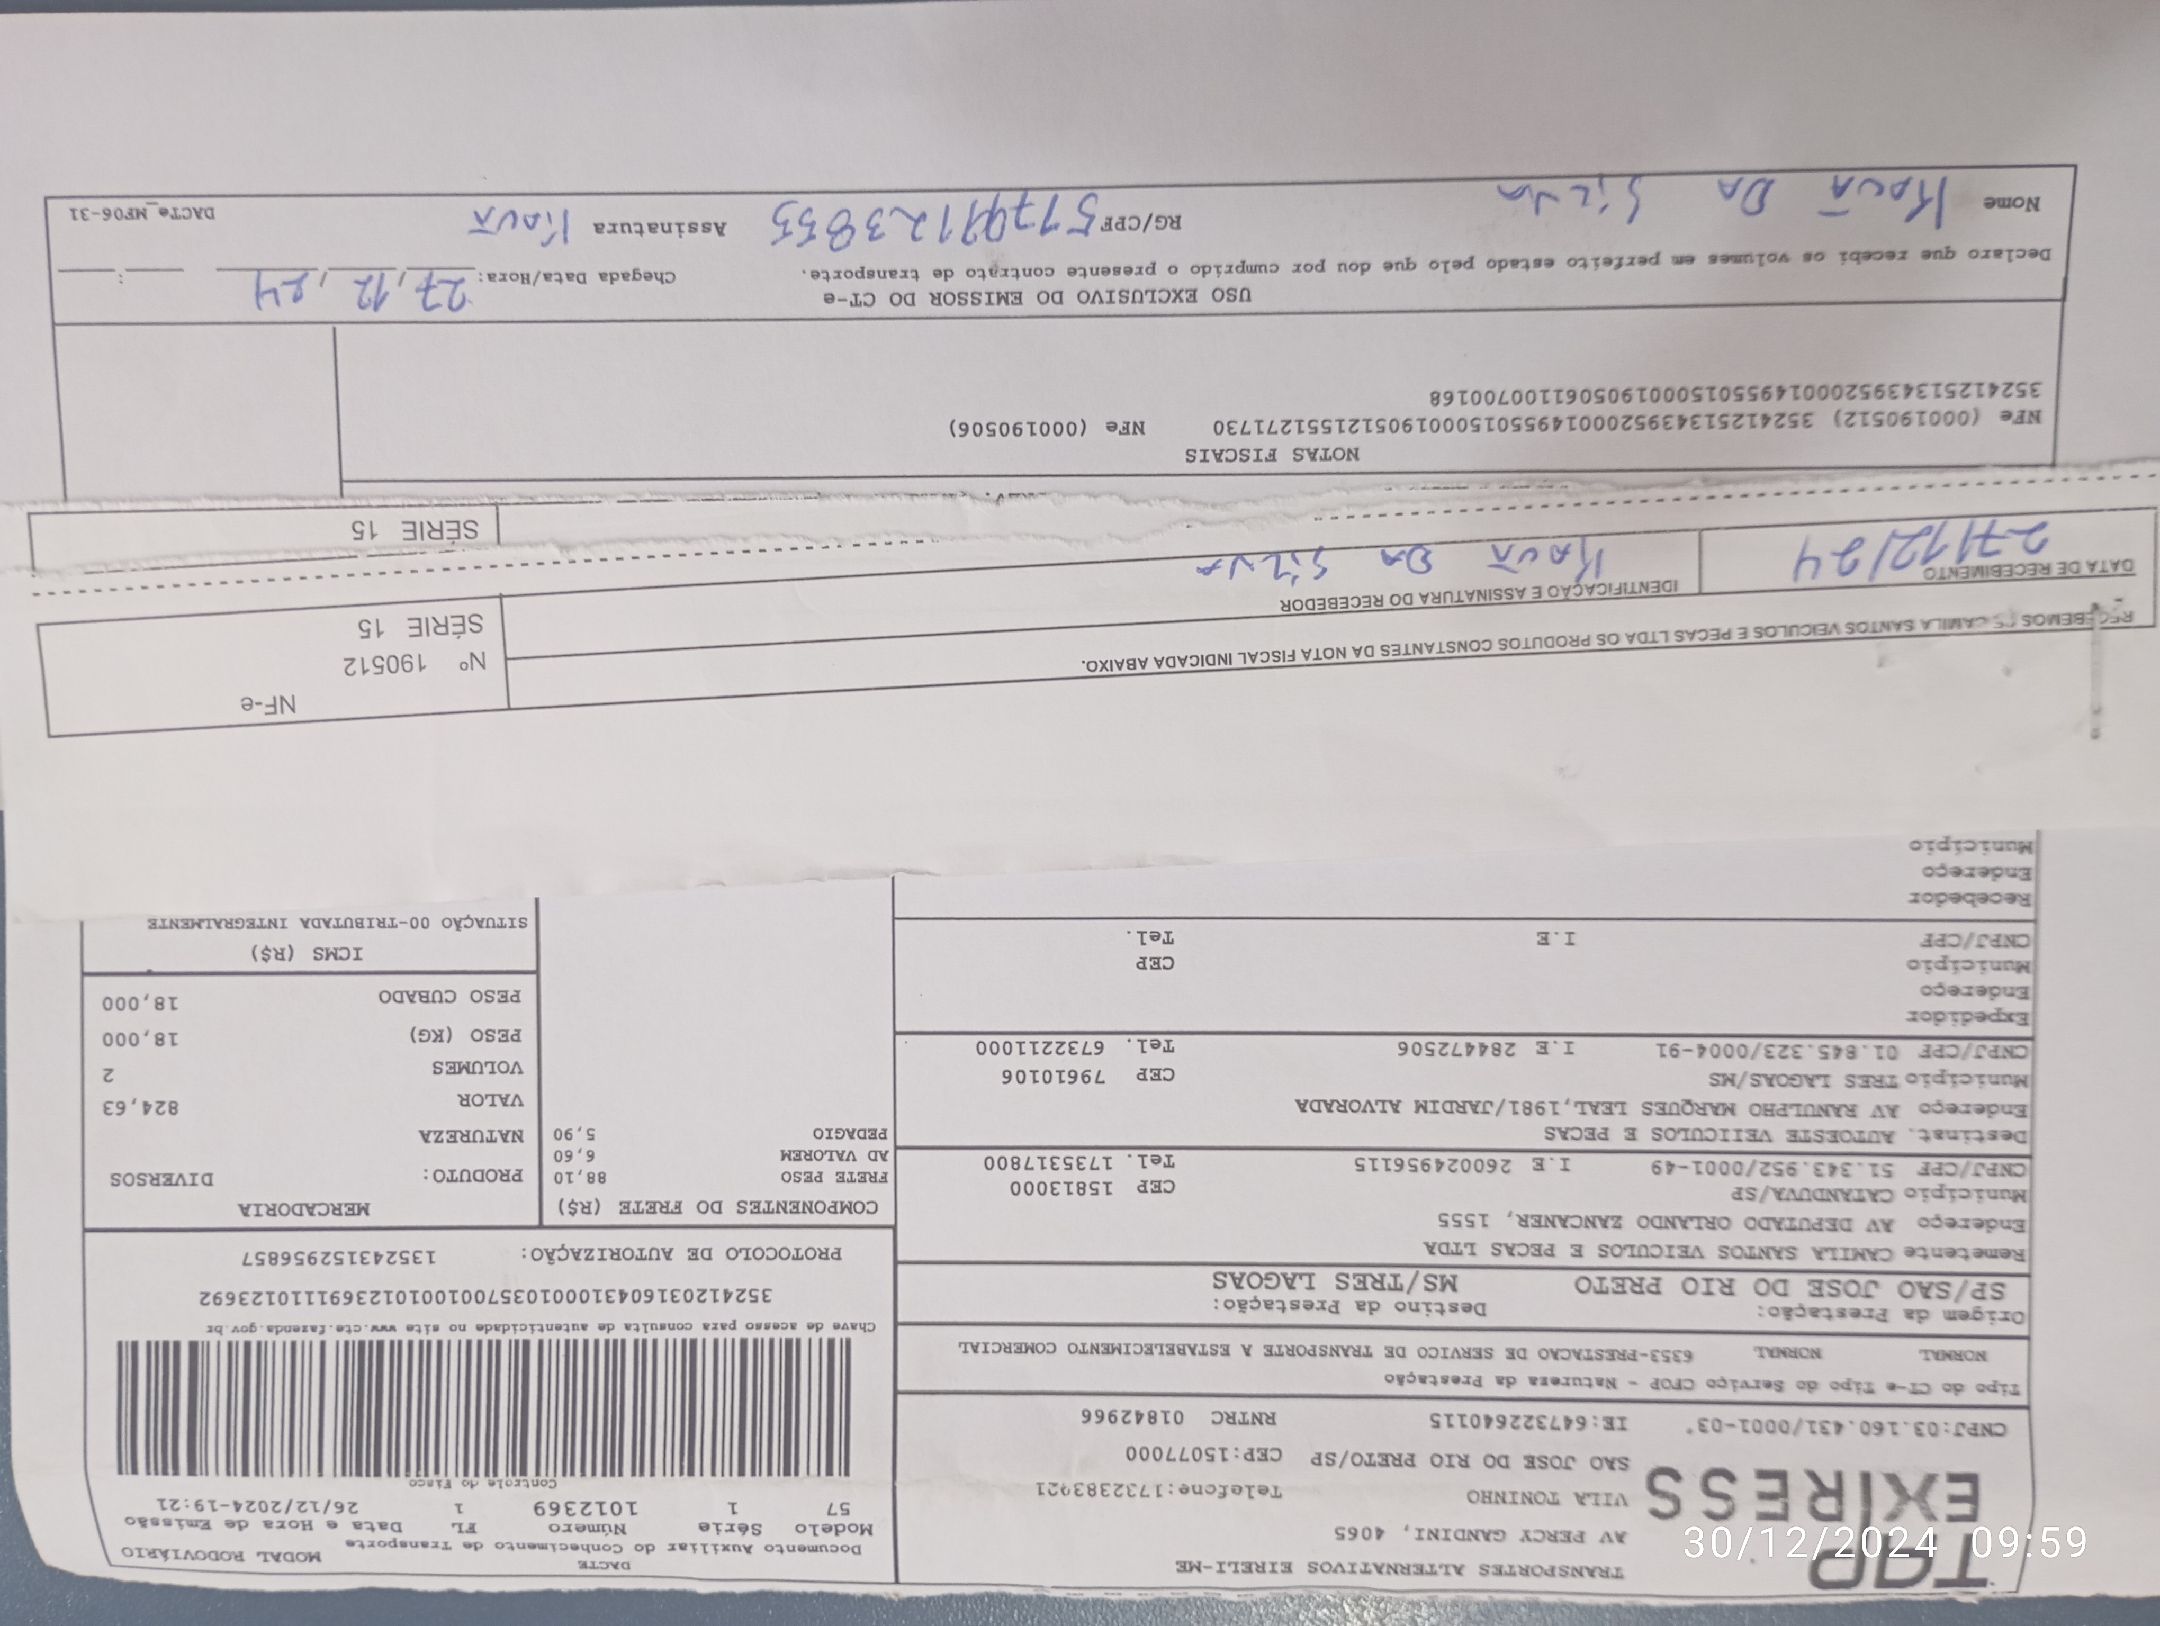 TOP
EXPRESS
TRANSPORTES ALTERNATIVOS EIRELI-ME
AV PERCY GANDINI, 4065
VILA TONINHO Telefone:1732383921
SAO JOSE DO RIO PRETO/SP CEP:15077000
CNPJ:03.160.431/0001-03 IE:647322640115 RNTRC 01842966
Tipo do CT-e Tipo do Serviço CFOP - Natureza da Prestação
NORMAL NORMAL 6353-PRESTACAO DE SERVICO DE TRANSPORTE A ESTABELECIMENTO COMERCIAL
Origem da Prestação: Destino da Prestação:
SP/SAO JOSE DO RIO PRETO MS/TRES LAGOAS
Remetente CAMILA SANTOS VEICULOS E PECAS LTDA
Endereço AV DEPUTADO ORLANDO ZANCANER, 1555
Município CATANDUVA/SP CEP 15813000
CNPJ/CPF 51.343.952/0001-49 I.E 260024956115 Tel. 1735317800
Destinat. AUTOESTE VEIICULOS E PECAS
Endereço AV RANULPHO MARQUES LEAL,1981/JARDIM ALVORADA
Município TRES LAGOAS/MS CEP 79610106
CNPJ/CPF 01.845.323/0004-91 I.E 284472506 Tel. 6732211000
Expedidor
Endereço
Município CEP
CNPJ/CPF I.E Tel.
Recebedor
Endereço
Município
DACTE
Documento Auxiliar do Conhecimento de Transporte MODAL RODOVIÁRIO
Modelo Série Número FL Data e Hora de Emissão
57 1 1012369 1 26/12/2024-19:21
Controle do Fisco
Chave de acesso para consulta de autenticidade no site www.cte.fazenda.gov.br
35241203160431000103570010010123691110123692
PROTOCOLO DE AUTORIZAÇÃO: 135243152956857
COMPONENTES DO FRETE (R$)
FRETE PESO 88,10
AD VALOREM 6,60
PEDAGIO 5,90
MERCADORIA
PRODUTO: DIVERSOS
NATUREZA
VALOR 824,63
VOLUMES 2
PESO (KG) 18,000
PESO CUBADO 18,000
ICMS (R$)
SITUAÇÃO 00-TRIBUTADA INTEGRALMENTE
RECEBEMOS DE CAMILA SANTOS VEICULOS E PECAS LTDA OS PRODUTOS CONSTANTES DA NOTA FISCAL INDICADA ABAIXO.
DATA DE RECEBIMENTO IDENTIFICAÇÃO E ASSINATURA DO RECEBEDOR
27/12/24 KAUÃ DA SILVA
NF-e
Nº 190512
SÉRIE 15
SÉRIE 15
NOTAS FISCAIS
NFe (000190512) 35241251343952000149550150001905121551271730 NFe (000190506)
35241251343952000149550150001905061100700168
USO EXCLUSIVO DO EMISSOR DO CT-e
Declaro que recebi os volumes em perfeito estado pelo que dou por cumprido o presente contrato de transporte. Chegada Data/Hora: 27,12,24 :
Nome KAUÃ DA SILVA RG/CPF 51797123855 Assinatura KAUÃ DACTe_MF06-31
30/12/2024 09:59